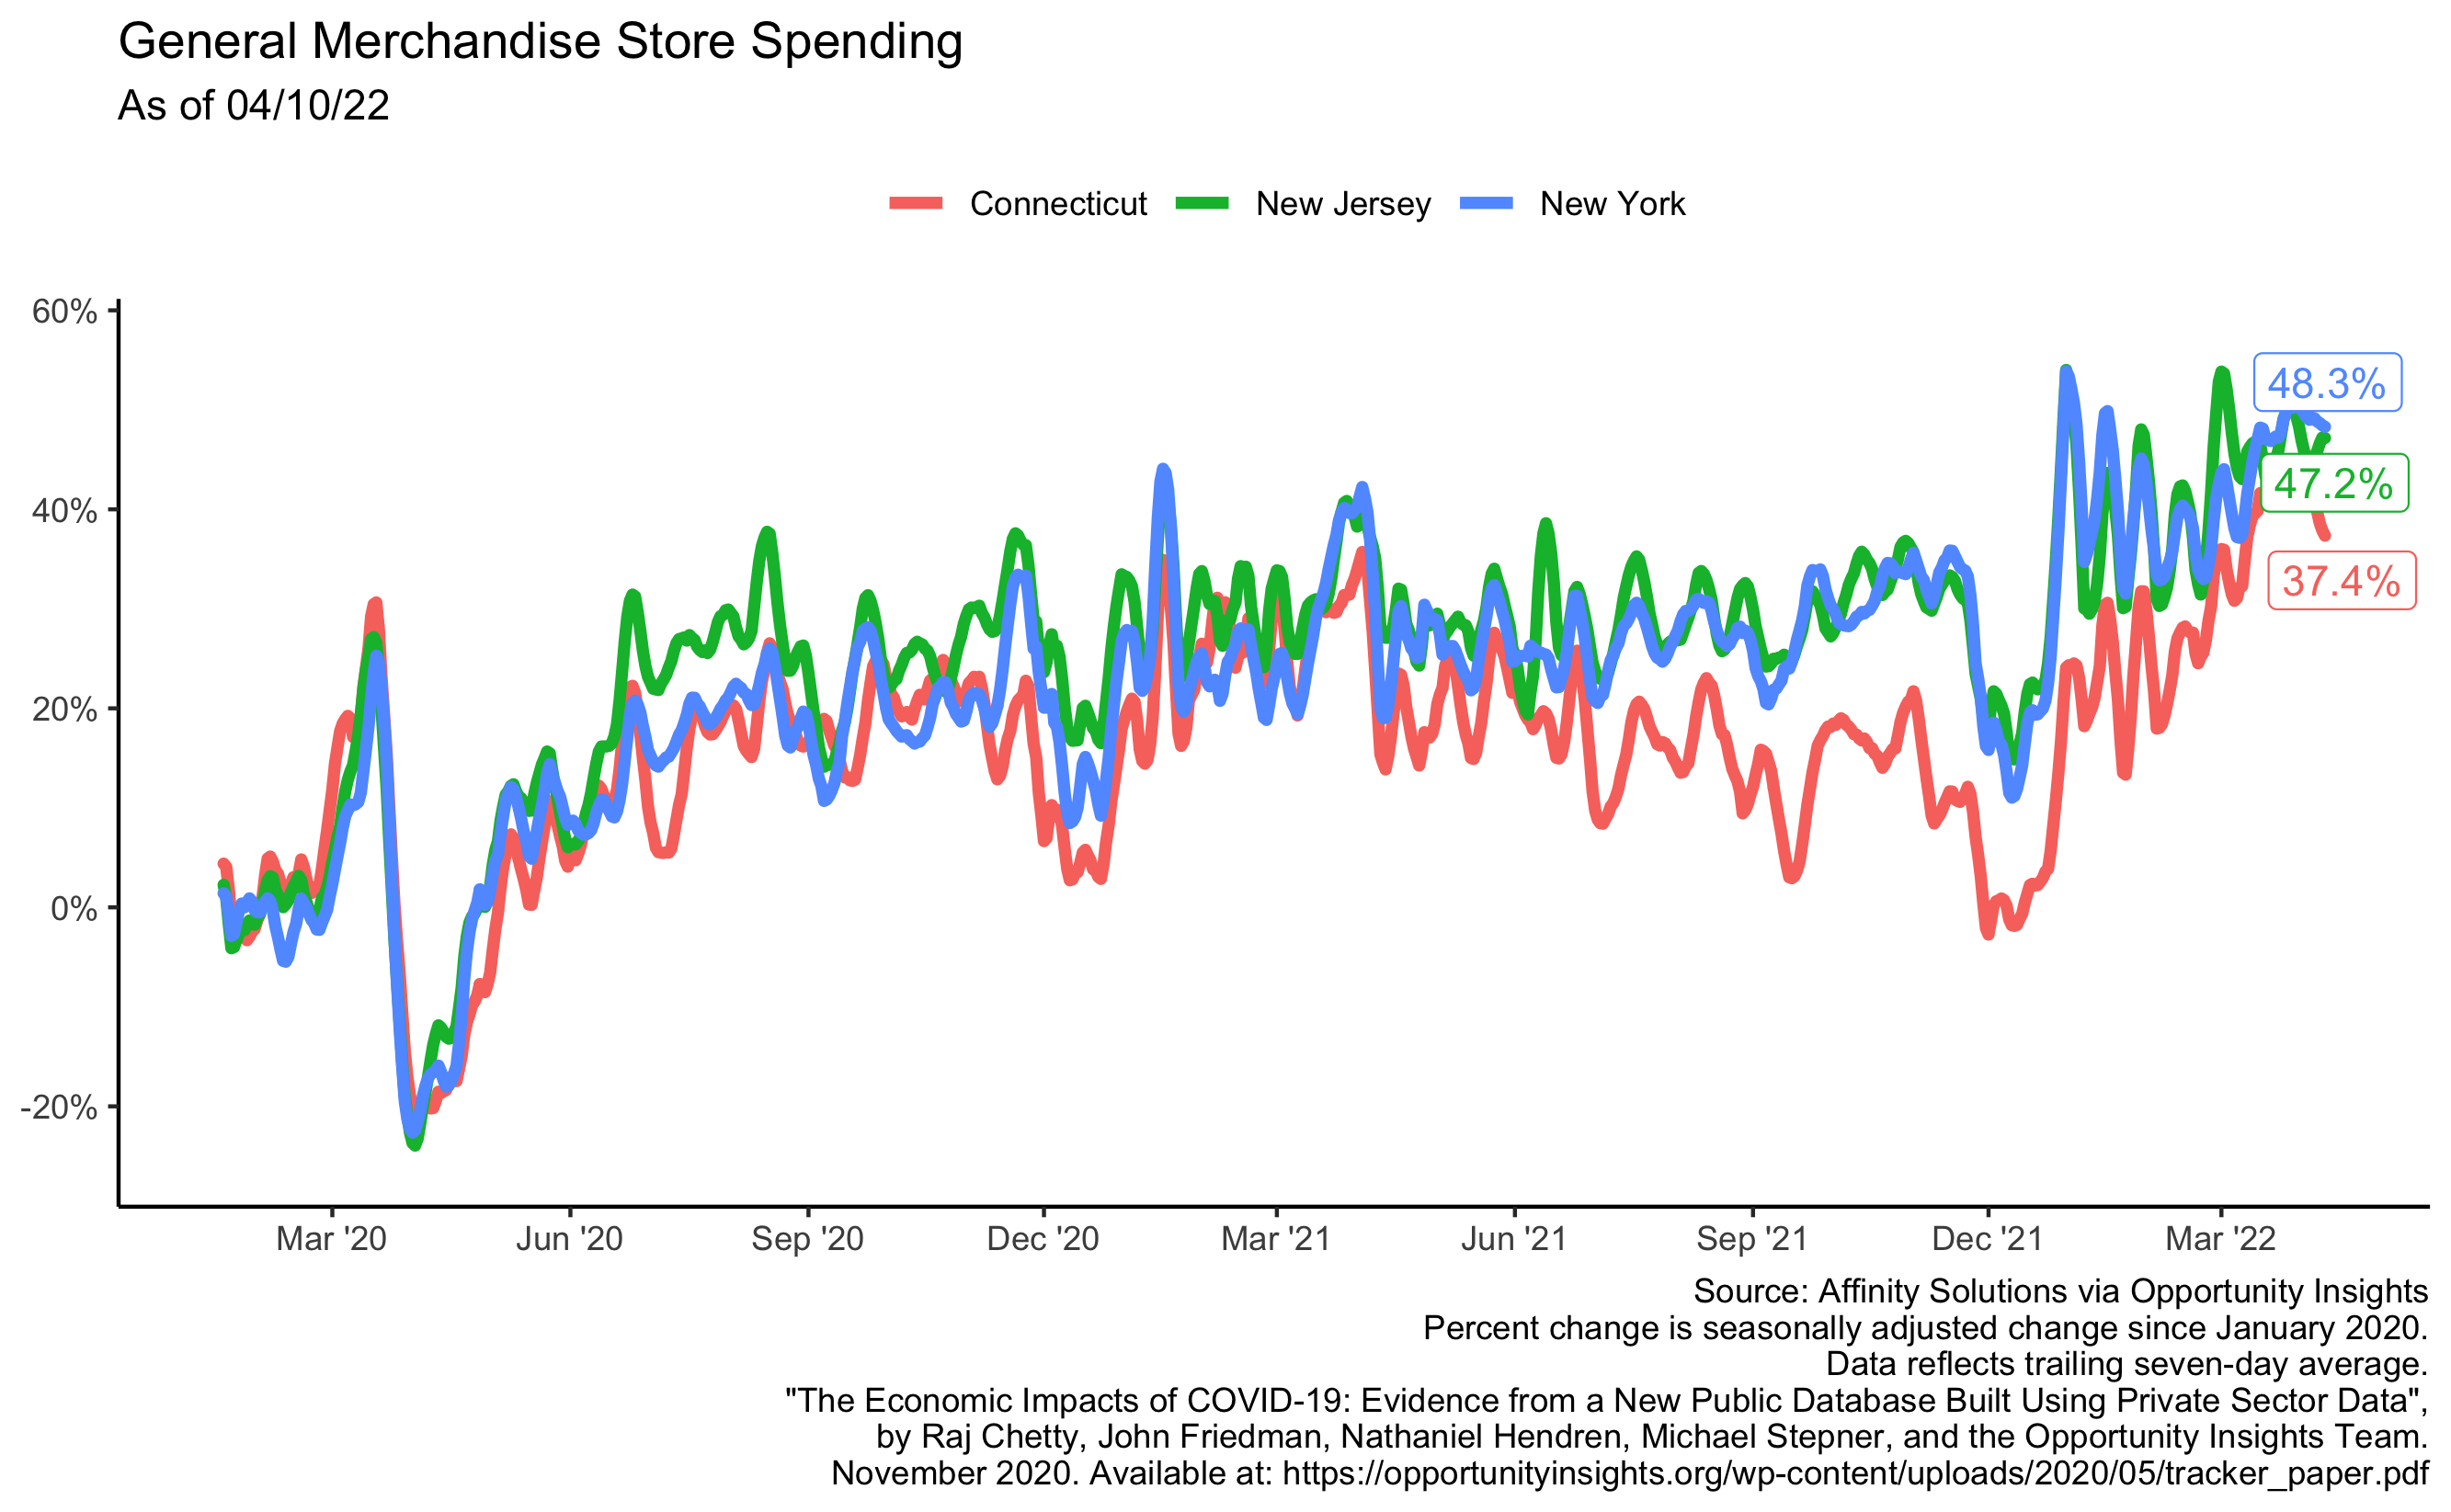 General Merchandise Store Spending
As of 04/10/22
Connecticut New Jersey New York
60%
40%
20%
0%
-20%
48.3%
47.2%
37.4%
Mar '20 Jun '20 Sep '20 Dec '20 Mar '21 Jun '21 Sep '21 Dec '21 Mar '22
Source: Affinity Solutions via Opportunity Insights
Percent change is seasonally adjusted change since January 2020.
Data reflects trailing seven-day average.
"The Economic Impacts of COVID-19: Evidence from a New Public Database Built Using Private Sector Data",
by Raj Chetty, John Friedman, Nathaniel Hendren, Michael Stepner, and the Opportunity Insights Team.
November 2020. Available at: https://opportunityinsights.org/wp-content/uploads/2020/05/tracker_paper.pdf